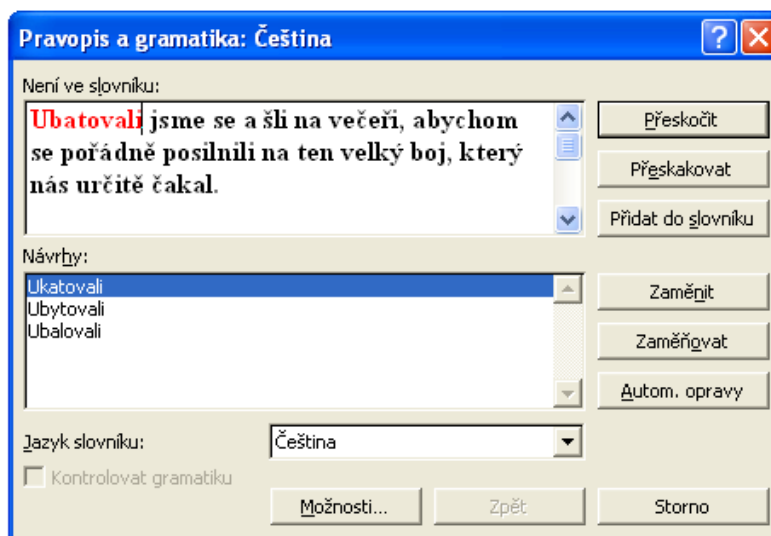 Pravopis a gramatika: Čeština
Není ve slovníku:
Ubatovali jsme se a šli na večeři, abychom
se pořádně posilnili na ten velký boj, který
nás určitě čakal.
Přeskočit
Přeskakovat
Přidat do slovníku
Návrhy:
Ukatovali
Ubytovali
Ubalovali
Zaměnit
Zaměňovat
Autom. opravy
Jazyk slovníku:
Čeština
Kontrolovat gramatiku
Možnosti...
Zpět
Storno